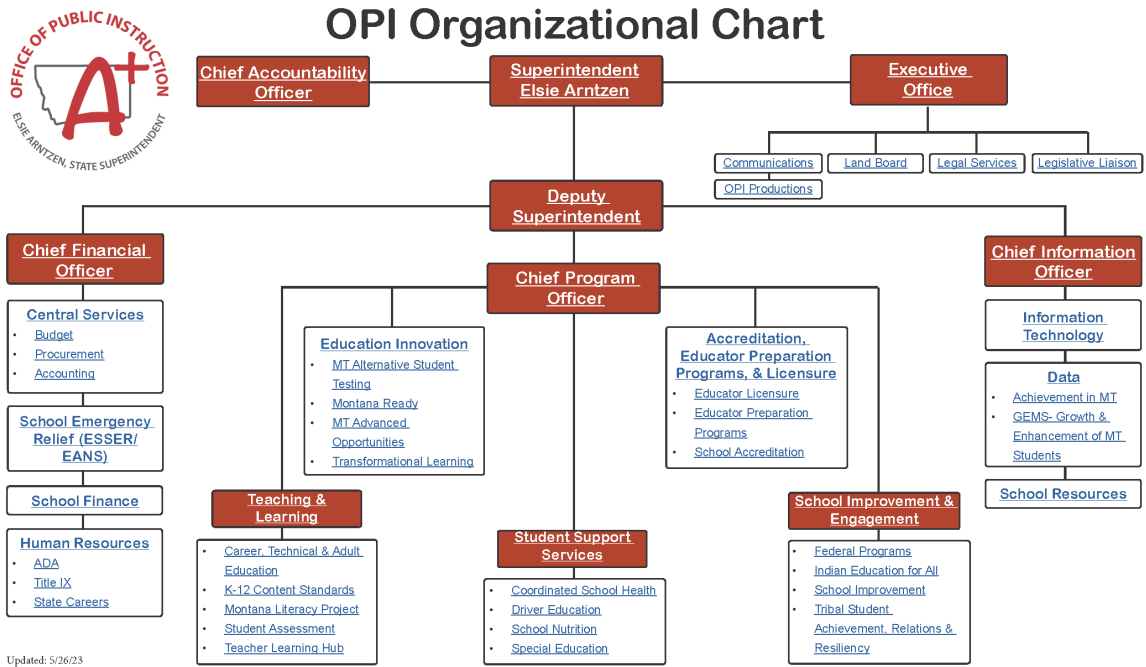 OPI Organizational Chart
OFFICE OF PUBLIC INSTRUCTION
A+
ELSIE ARNTZEN, STATE SUPERINTENDENT
Chief Accountability
Officer
Superintendent
Elsie Arntzen
Executive
Office
Communications
Land Board
Legal Services
Legislative Liaison
OPI Productions
Deputy
Superintendent
Chief Financial
Officer
Chief Program
Officer
Chief Information
Officer
Central Services
• Budget
• Procurement
• Accounting
School Emergency
Relief (ESSER/
EANS)
School Finance
Human Resources
• ADA
• Title IX
• State Careers
Education Innovation
• MT Alternative Student
Testing
• Montana Ready
• MT Advanced
Opportunities
• Transformational Learning
Accreditation,
Educator Preparation
Programs, & Licensure
• Educator Licensure
• Educator Preparation
Programs
• School Accreditation
Information
Technology
Data
• Achievement in MT
• GEMS- Growth &
Enhancement of MT
Students
School Resources
Teaching &
Learning
• Career, Technical & Adult
Education
• K-12 Content Standards
• Montana Literacy Project
• Student Assessment
• Teacher Learning Hub
Student Support
Services
• Coordinated School Health
• Driver Education
• School Nutrition
• Special Education
School Improvement &
Engagement
• Federal Programs
• Indian Education for All
• School Improvement
• Tribal Student
Achievement, Relations &
Resiliency
Updated: 5/26/23